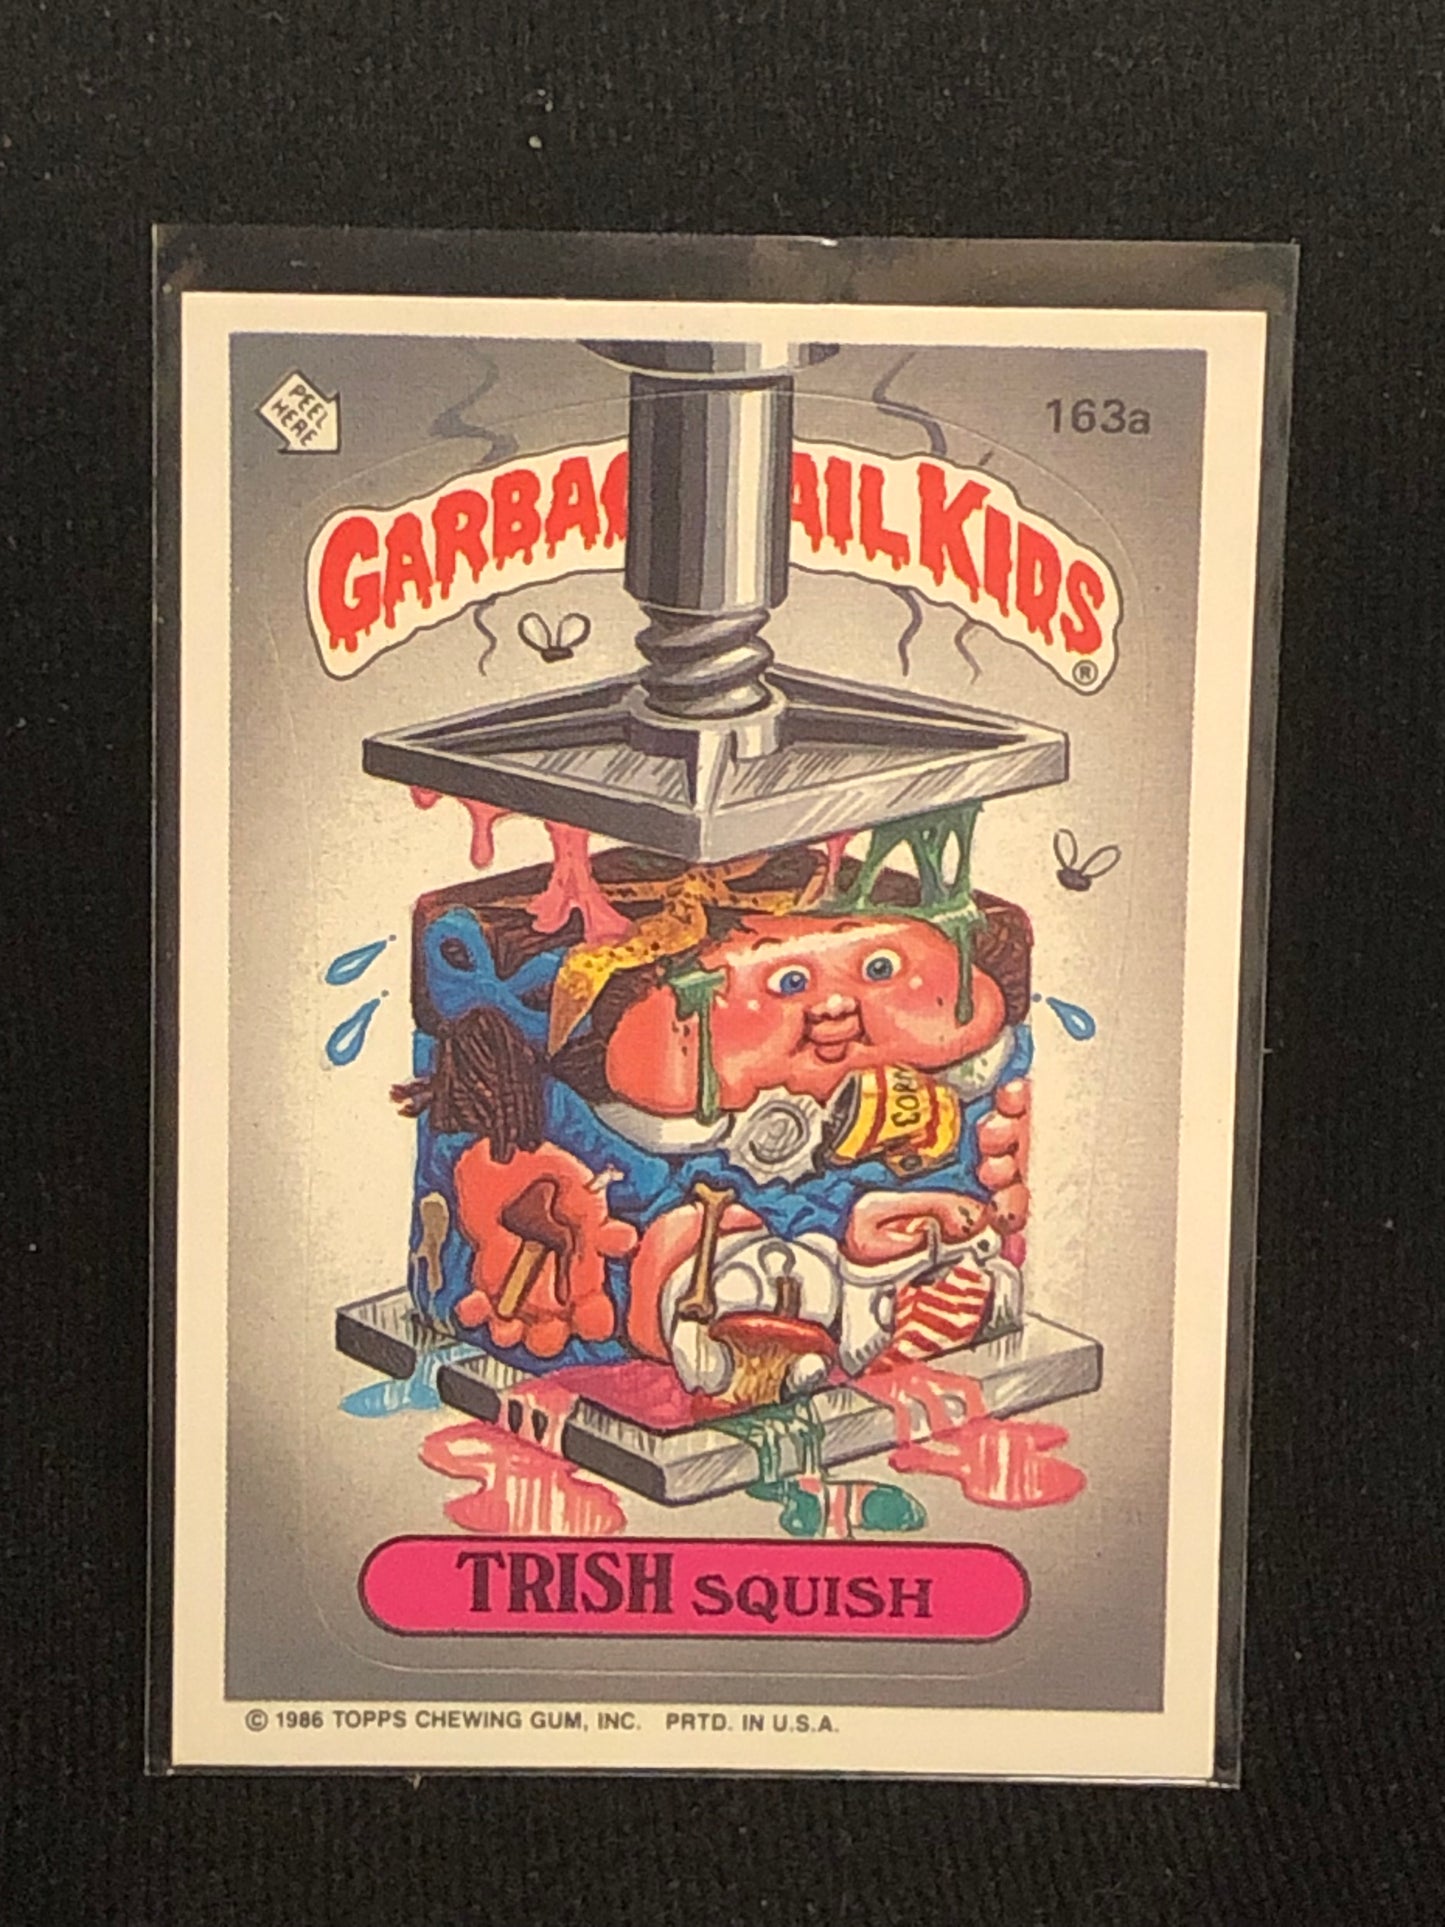 PEEL
HERE
163a
GARBAG AIL KIDS
®
CORN
TRISH SQUISH
© 1986 TOPPS CHEWING GUM, INC. PRTD. IN U.S.A.